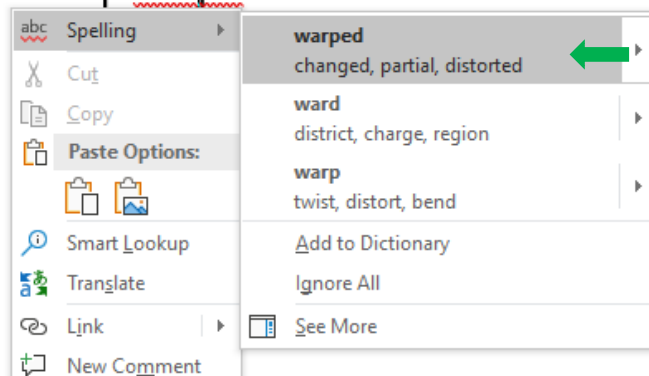 abc Spelling
Cut
Copy
Paste Options:
Smart Lookup
Translate
Link
New Comment
warped
changed, partial, distorted
ward
district, charge, region
warp
twist, distort, bend
Add to Dictionary
Ignore All
See More